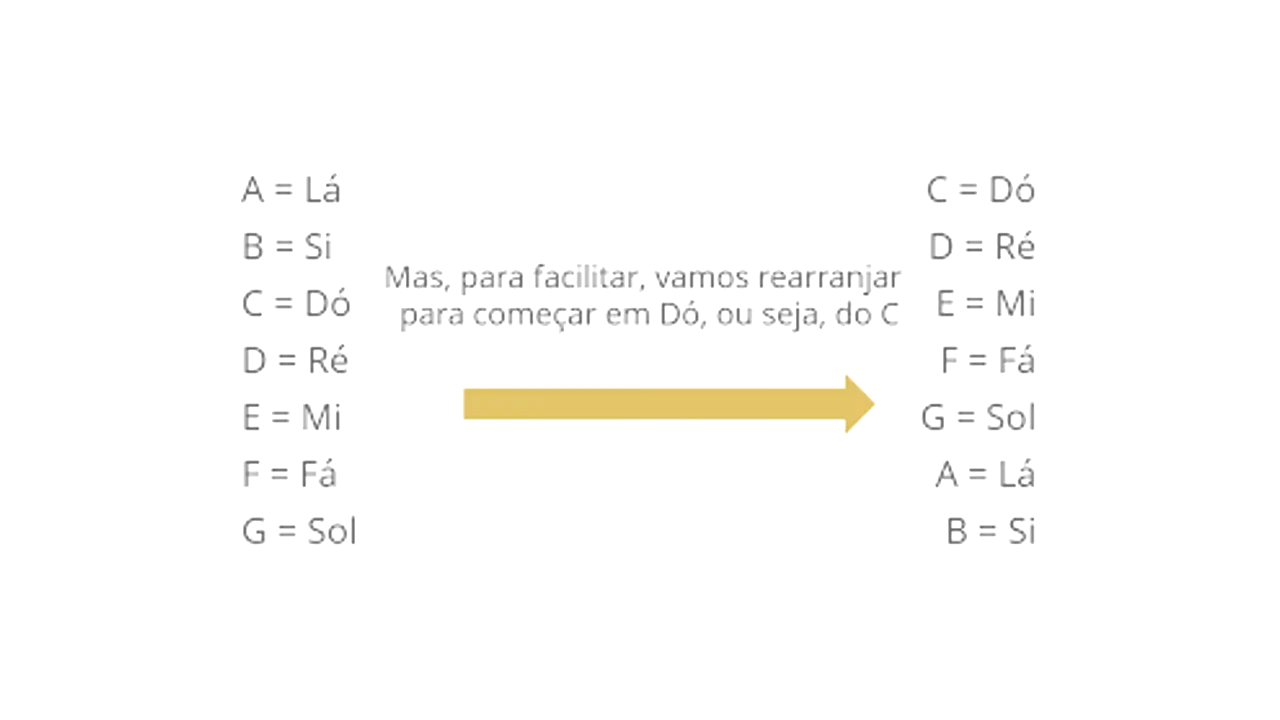 A = Lá
B = Si
C = Dó
D = Ré
E = Mi
F = Fá
G = Sol
Mas, para facilitar, vamos rearranjar
para começar em Dó, ou seja, do C
C = Dó
D = Ré
E = Mi
F = Fá
G = Sol
A = Lá
B = Si